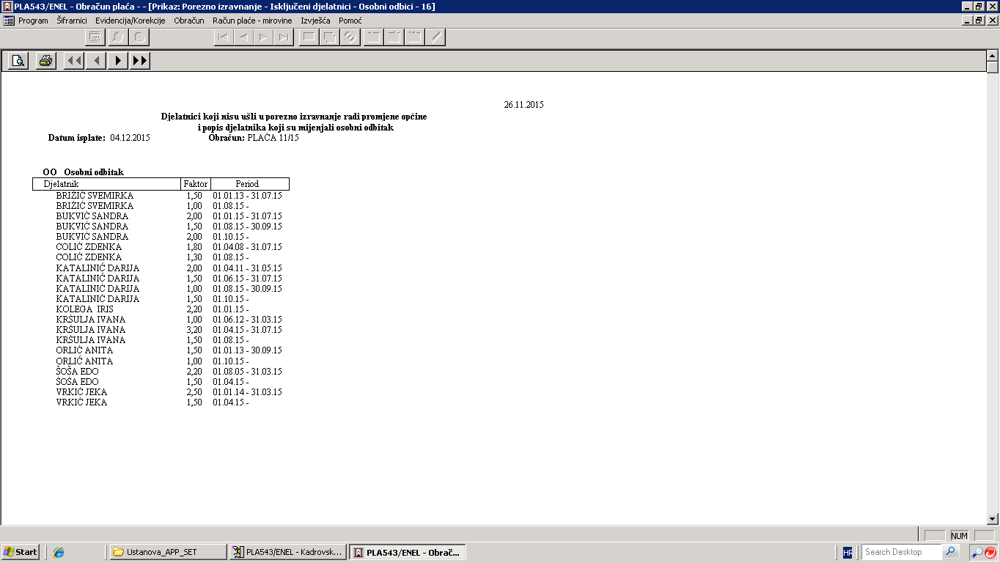 PLA543/ENEL - Obračun plaća - - [Prikaz: Porezno izravnanje - Isključeni djelatnici - Osobni odbici - 16]
Program Šifrarnici Evidencija/Korekcije Obračun Račun plaće - mirovine Izvješća Pomoć
26.11.2015
Djelatnici koji nisu ušli u porezno izravnanje radi promjene općine
i popis djelatnika koji su mijenjali osobni odbitak
Datum isplate: 04.12.2015 Obračun: PLAĆA 11/15
OO Osobni odbitak
Djelatnik Faktor Period
BRIŽIĆ SVEMIRKA 1,50 01.01.13 - 31.07.15
BRIŽIĆ SVEMIRKA 1,00 01.08.15 -
BUKVIĆ SANDRA 2,00 01.01.15 - 31.07.15
BUKVIĆ SANDRA 1,50 01.08.15 - 30.09.15
BUKVIĆ SANDRA 2,00 01.10.15 -
COLIĆ ZDENKA 1,80 01.04.08 - 31.07.15
COLIĆ ZDENKA 1,30 01.08.15 -
KATALINIĆ DARIJA 2,00 01.04.11 - 31.05.15
KATALINIĆ DARIJA 1,50 01.06.15 - 31.07.15
KATALINIĆ DARIJA 1,00 01.08.15 - 30.09.15
KATALINIĆ DARIJA 1,50 01.10.15 -
KOLEGA IRIS 2,20 01.01.15 -
KRŠULJA IVANA 1,00 01.06.12 - 31.03.15
KRŠULJA IVANA 3,20 01.04.15 - 31.07.15
KRŠULJA IVANA 1,50 01.08.15 -
ORLIĆ ANITA 1,50 01.01.13 - 30.09.15
ORLIĆ ANITA 1,00 01.10.15 -
ŠOŠA EDO 2,20 01.08.05 - 31.03.15
ŠOŠA EDO 1,50 01.04.15 -
VRKIĆ JEKA 2,50 01.01.14 - 31.03.15
VRKIĆ JEKA 1,50 01.04.15 -
NUM
Start Ustanova_APP_SET PLA543/ENEL - Kadrovsk... PLA543/ENEL - Obrač... HR Search Desktop